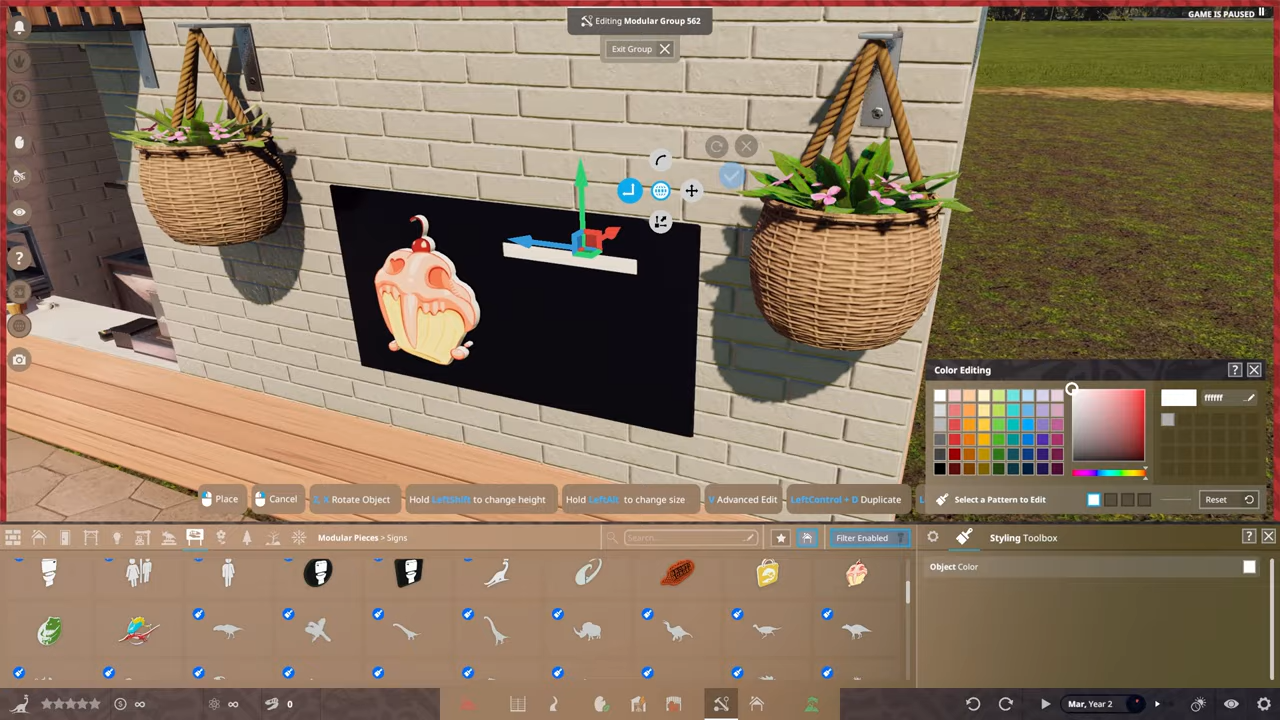 Editing Modular Group 562
GAME IS PAUSED
Exit Group
Color Editing
?
ffffff
Place
Cancel
Z, X Rotate Object
Hold LeftShift to change height
Hold LeftAlt to change size
V Advanced Edit
LeftControl + D Duplicate
Select a Pattern to Edit
Reset
Modular Pieces > Signs
Search...
Filter Enabled
Styling Toolbox
?
Object Color
?
0
Mar, Year 2